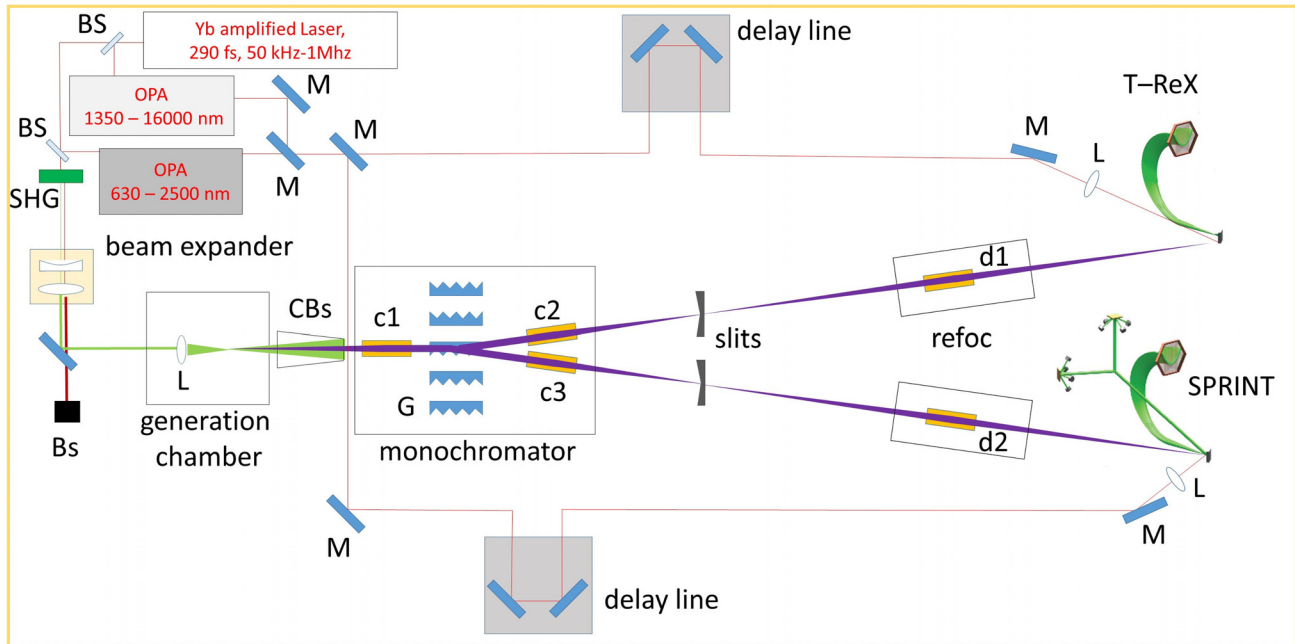 BS
Yb amplified Laser,
290 fs, 50 kHz-1Mhz
delay line
T–ReX
OPA
1350 – 16000 nm
M
BS
M
M
L
OPA
630 – 2500 nm
M
SHG
beam expander
d1
CBs
c1
c2
slits
refoc
L
c3
SPRINT
G
generation
chamber
monochromator
Bs
d2
L
M
M
delay line